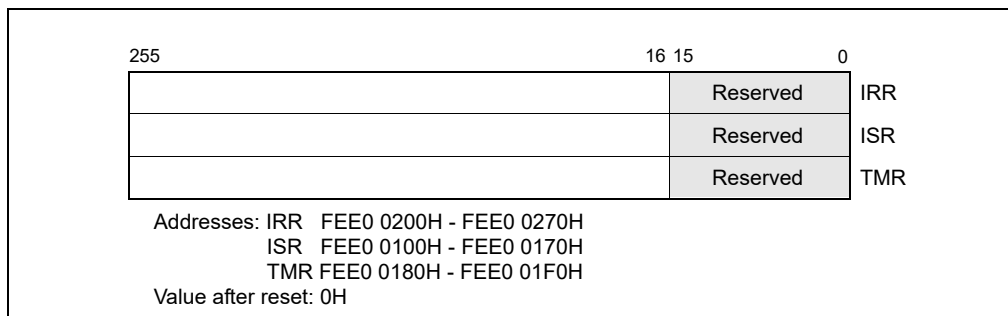 255 16 15 0
Reserved IRR
Reserved ISR
Reserved TMR
Addresses: IRR FEE0 0200H - FEE0 0270H
ISR FEE0 0100H - FEE0 0170H
TMR FEE0 0180H - FEE0 01F0H
Value after reset: 0H